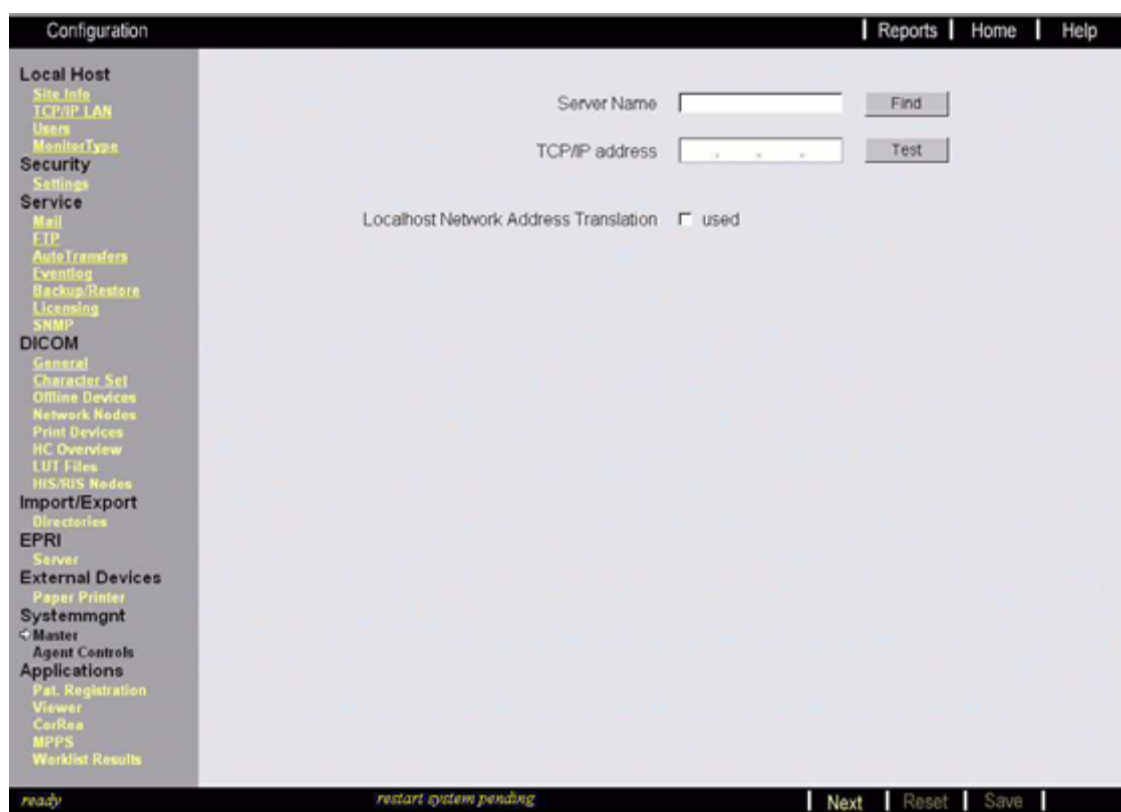 Configuration
Reports
Home
Help
Local Host
Site Info
TCP/IP LAN
Users
MonitorType
Security
Settings
Service
Mail
FTP
AutoTransfers
Eventlog
Backup/Restore
Licensing
SNMP
DICOM
General
Character Set
Offline Devices
Network Nodes
Print Devices
HC Overview
LUT Files
HIS/RIS Nodes
Import/Export
Directories
EPRI
Server
External Devices
Paper Printer
Systemmgnt
Master
Agent Controls
Applications
Pat. Registration
Viewer
CorRea
MPPS
Worklist Results
Server Name
Find
TCP/IP address
Test
Localhost Network Address Translation
used
ready
restart system pending
Next
Reset
Save